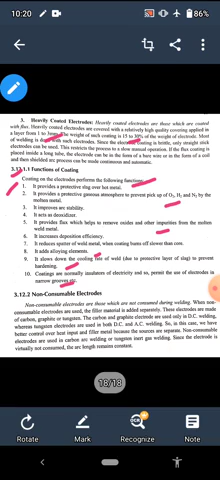 10:20
86%
3. Heavily Coated Electrodes: Heavily coated electrodes are those which are coated
with flux. Heavily coated electrodes are covered with a relatively high quality covering applied in
a layer from 1 to 3mm. The weight of such coating is 15 to 30% of the weight of electrode. Most
of welding is done with such electrodes. Since the electrode coating is brittle, only straight stick
electrodes can be used. This restricts the process to a slow manual operation. If the flux coating is
placed inside a long tube, the electrode can be in the form of a bare wire or in the form of a coil
and then shielded arc process can be made continuous and automatic.
3.12.1.1 Functions of Coating
Coating on the electrodes performs the following functions:
1. It provides a protective ring over hot metal.
2. It provides a protective gaseous atmosphere to prevent pick up of O₂, H₂ and N₂ by the
molten metal.
3. It improves arc stability.
4. It acts as deoxidizer.
5. It provides flux which helps to remove oxides and other impurities from the molten
weld metal.
6. It increases deposition efficiency.
7. It reduces spatter of weld metal, when coating burns off slower than core.
8. It adds alloying elements.
9. It slows down the cooling rate of weld (due to protective layer of slag) to prevent
hardening.
10. Coatings are normally insulators of electricity and so, permit the use of electrodes in
narrow grooves etc.
3.12.2 Non-Consumable Electrodes
Non-consumable electrodes are those which are not consumed during welding. When non-
consumable electrodes are used, the filler material is added separately. These electrodes are made
of carbon, graphite or tungsten. The carbon and graphite electrode are used only is D.C. welding,
whereas tungsten electrodes are used in both D.C. and A.C. welding. So, in this case, we have
better control over heat input and filler metal because the sources are separate. Non-consumable
electrodes are used in carbon arc welding or tungsten inert gas welding. Since the electrode is
virtually not consumed, the arc length remains constant.
18/18
Rotate Mark Recognize Note